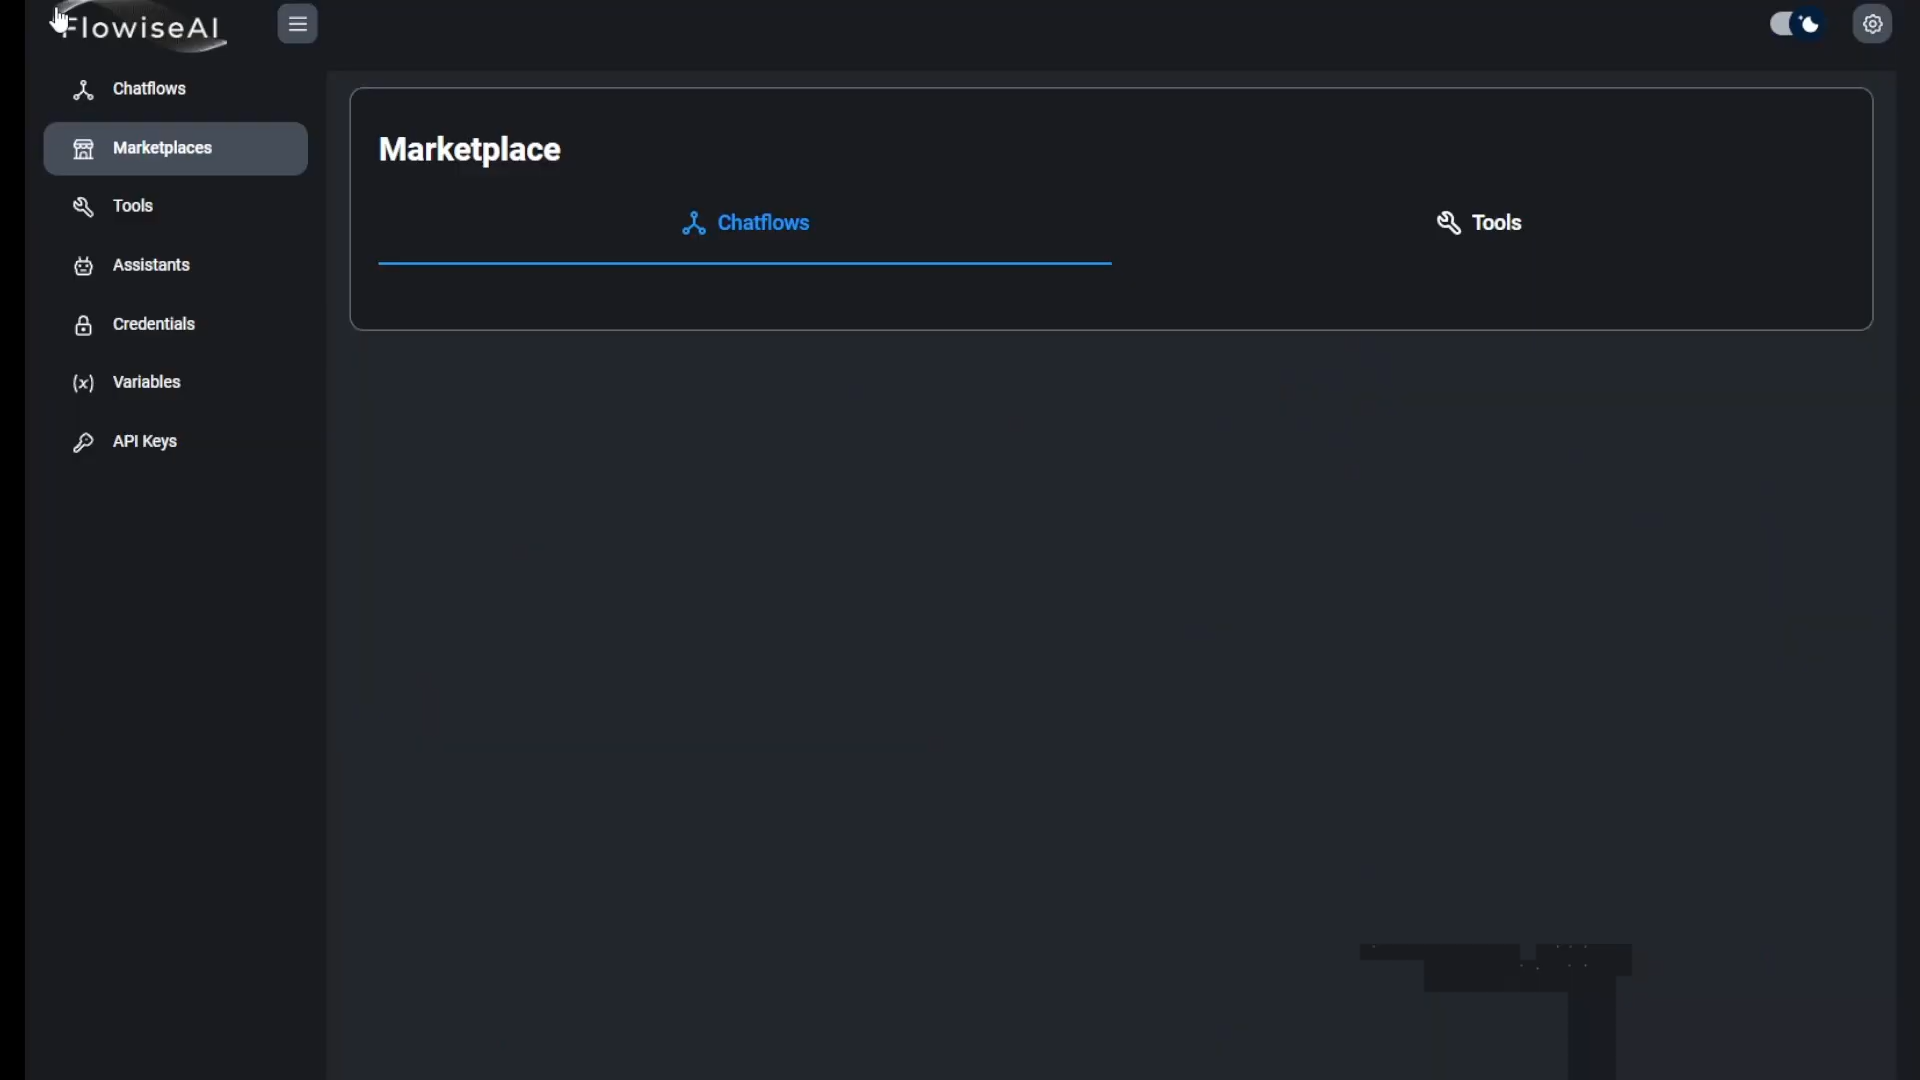 FlowiseAI
Chatflows
Marketplaces
Tools
Assistants
Credentials
Variables
API Keys
Marketplace
Chatflows
Tools